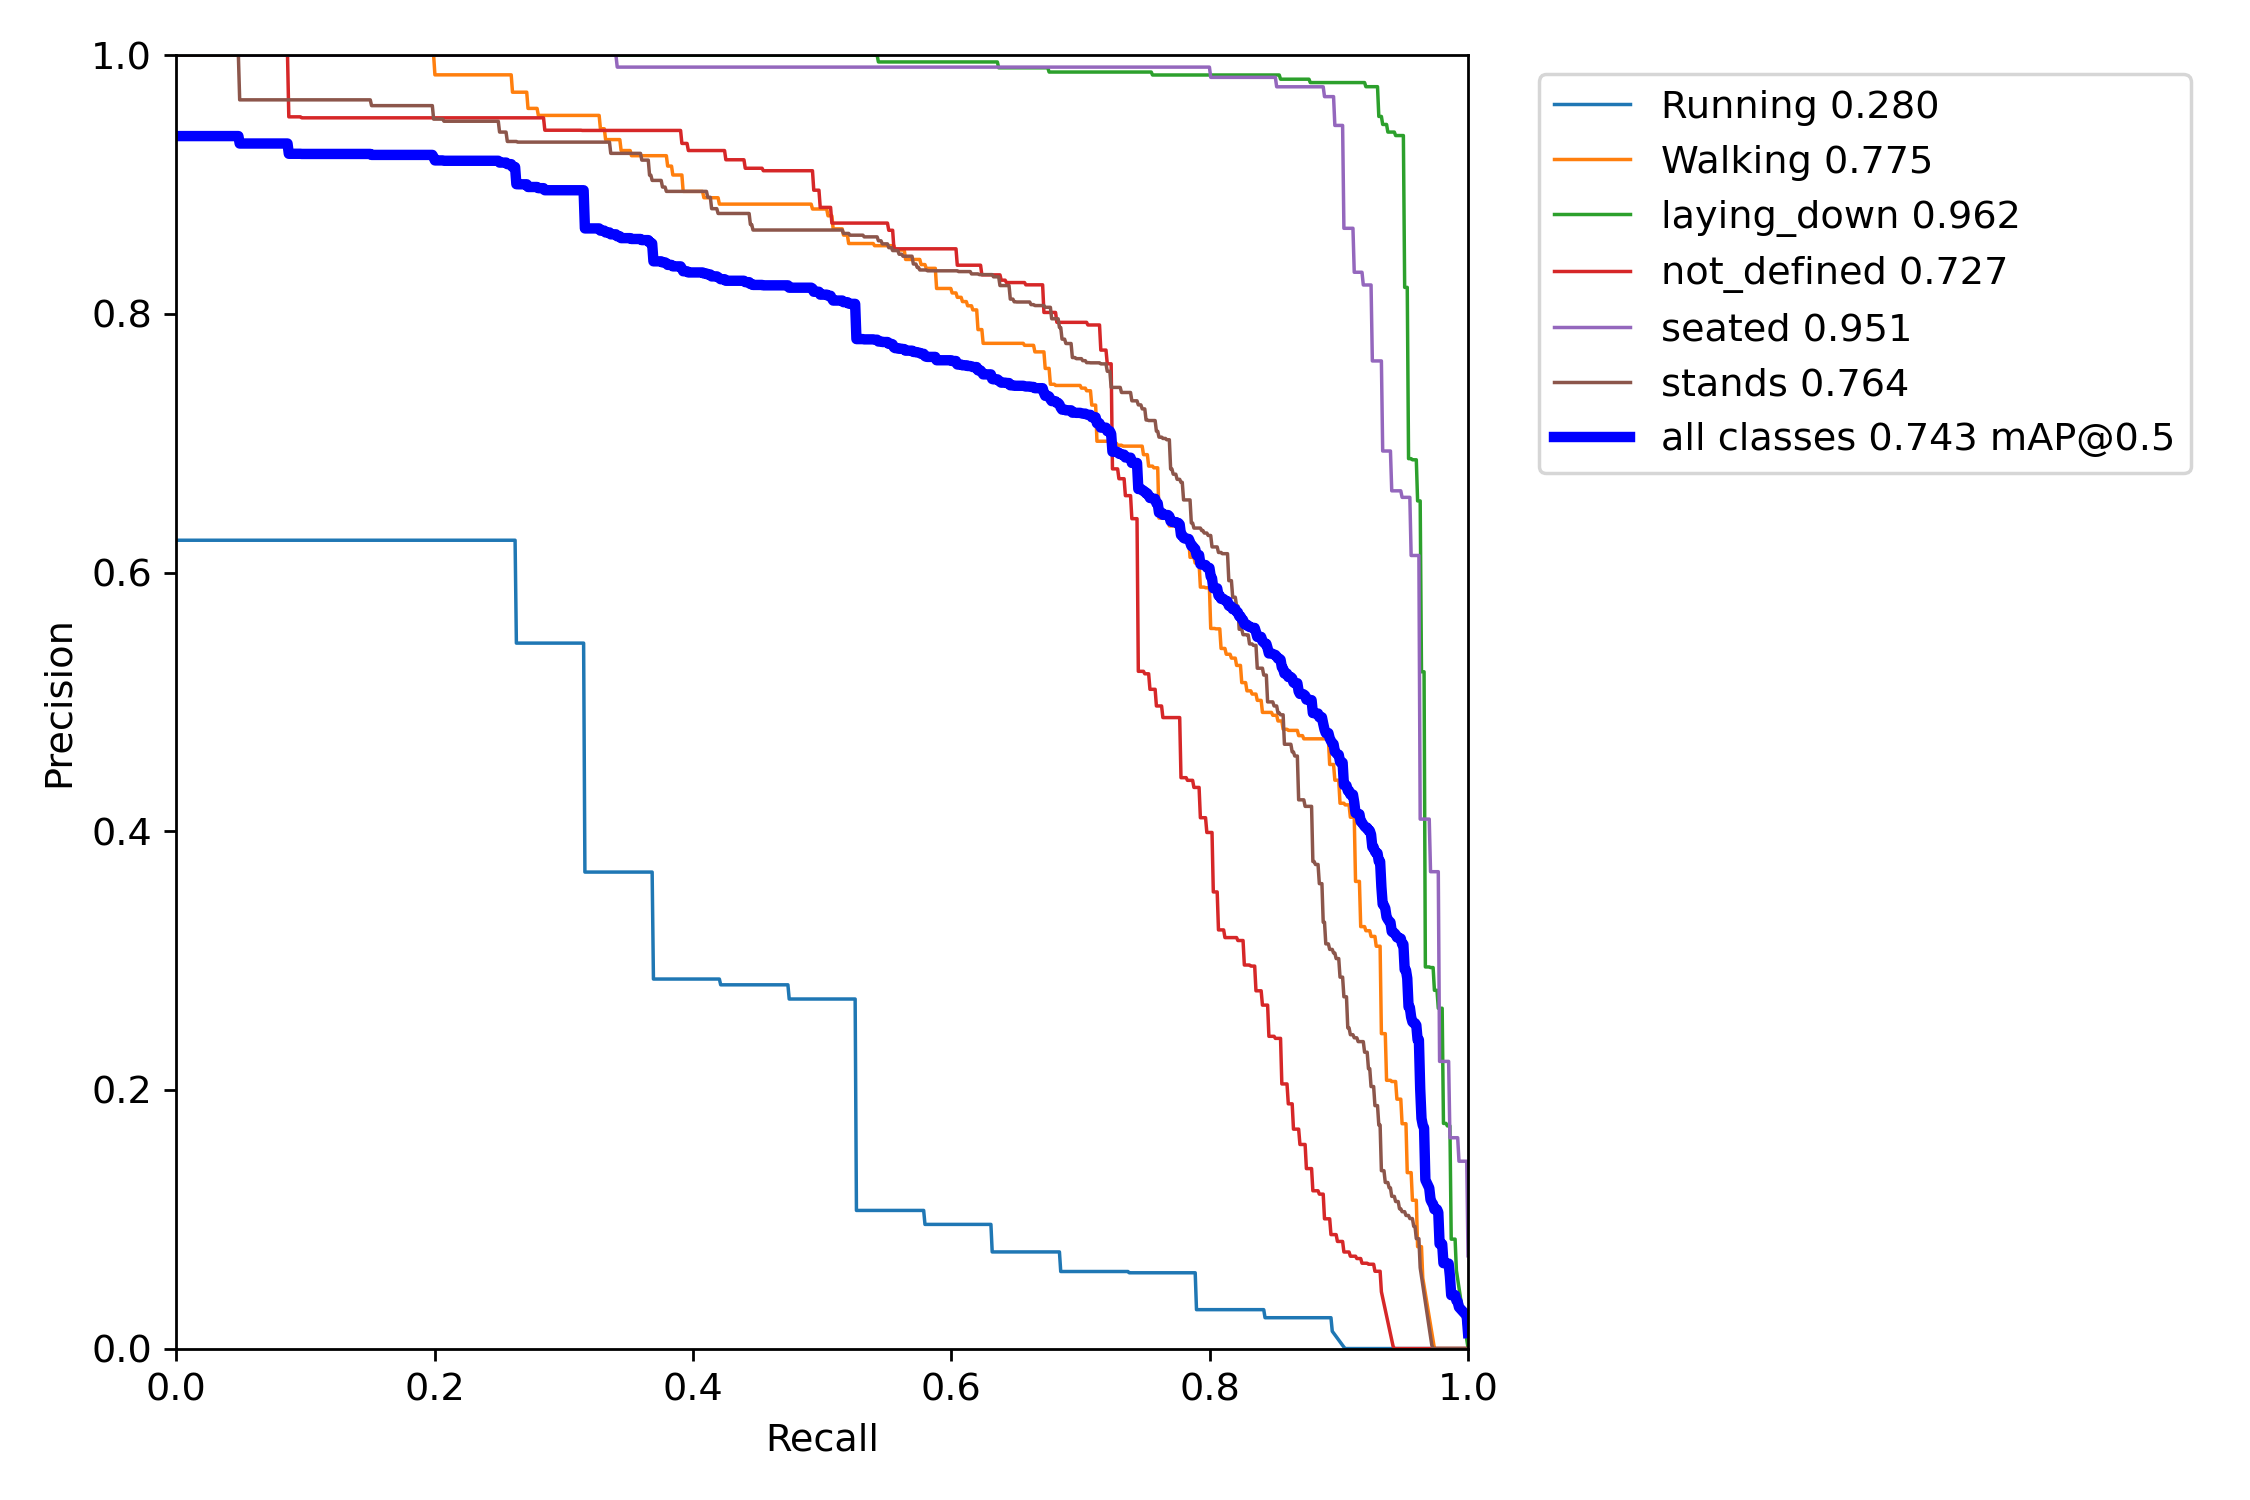 1.0
0.8
0.6
0.4
0.2
0.0
Precision
0.0 0.2 0.4 0.6 0.8 1.0
Recall
Running 0.280
Walking 0.775
laying_down 0.962
not_defined 0.727
seated 0.951
stands 0.764
all classes 0.743 mAP@0.5